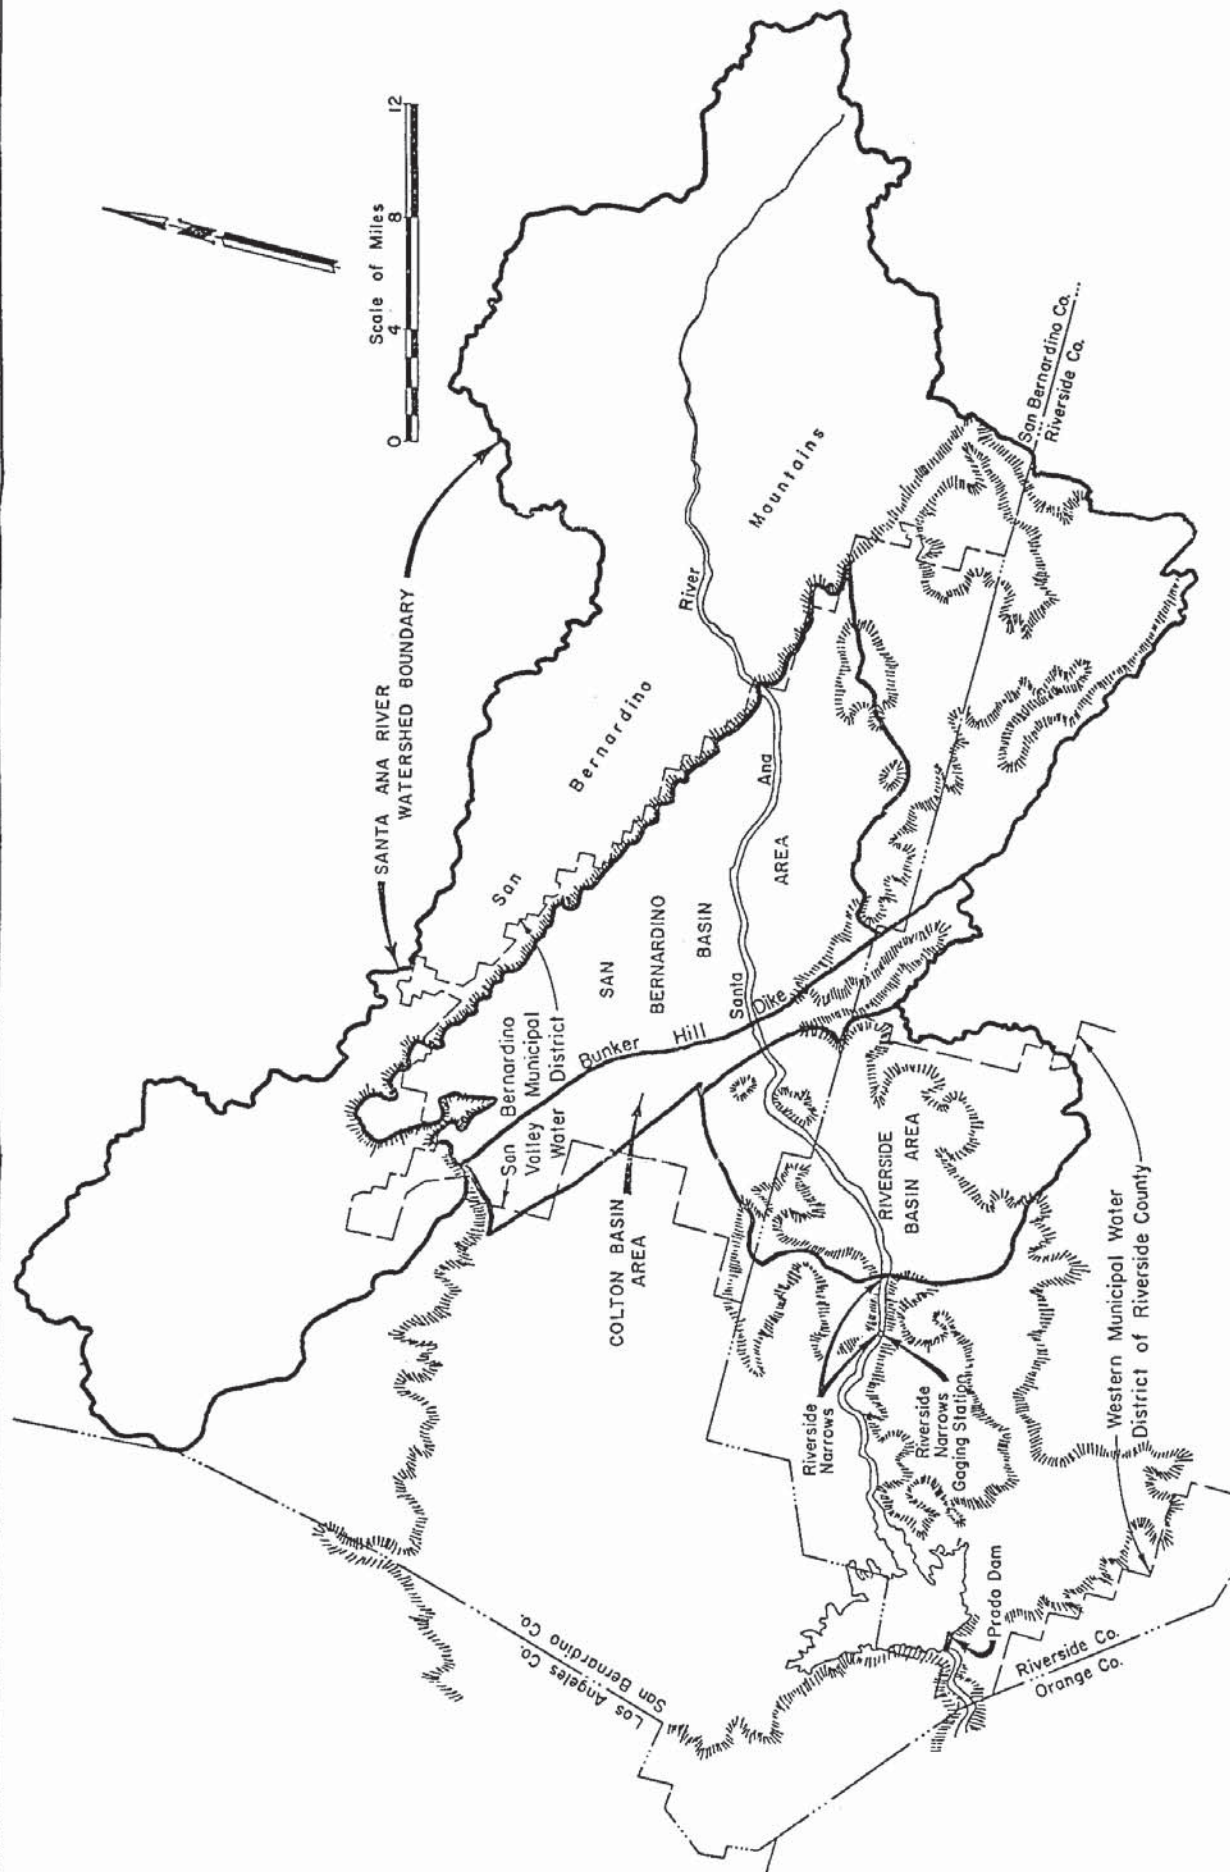 SANTA ANA RIVER
WATERSHED BOUNDARY
Scale of Miles
0 4 8 12
San
Bernardino
Mountains
River
Ana
Santa
SAN
BERNARDINO
BASIN
AREA
Bunker Hill Dike
San Bernardino
Valley Municipal
Water District
COLTON BASIN
AREA
RIVERSIDE
BASIN AREA
San Bernardino Co.
Riverside Co.
Riverside
Narrows
Riverside
Narrows
Gaging Station
Western Municipal Water
District of Riverside County
Prado Dam
Los Angeles Co.
San Bernardino Co.
Riverside Co.
Orange Co.